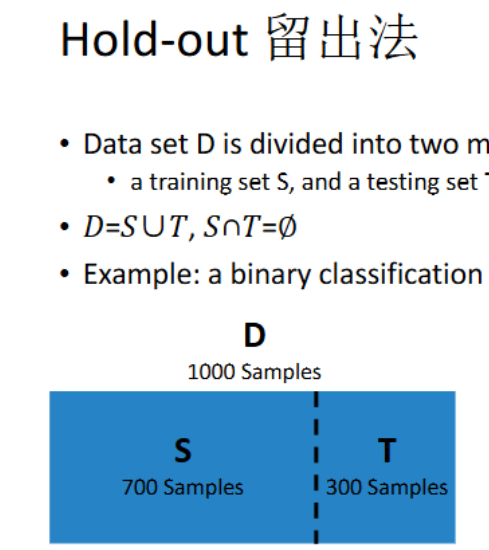 Hold-out 留出法
• Data set D is divided into two
• a training set S, and a testing set
• D=S∪T, S∩T=∅
• Example: a binary classification
D
1000 Samples
S
T
700 Samples
300 Samples